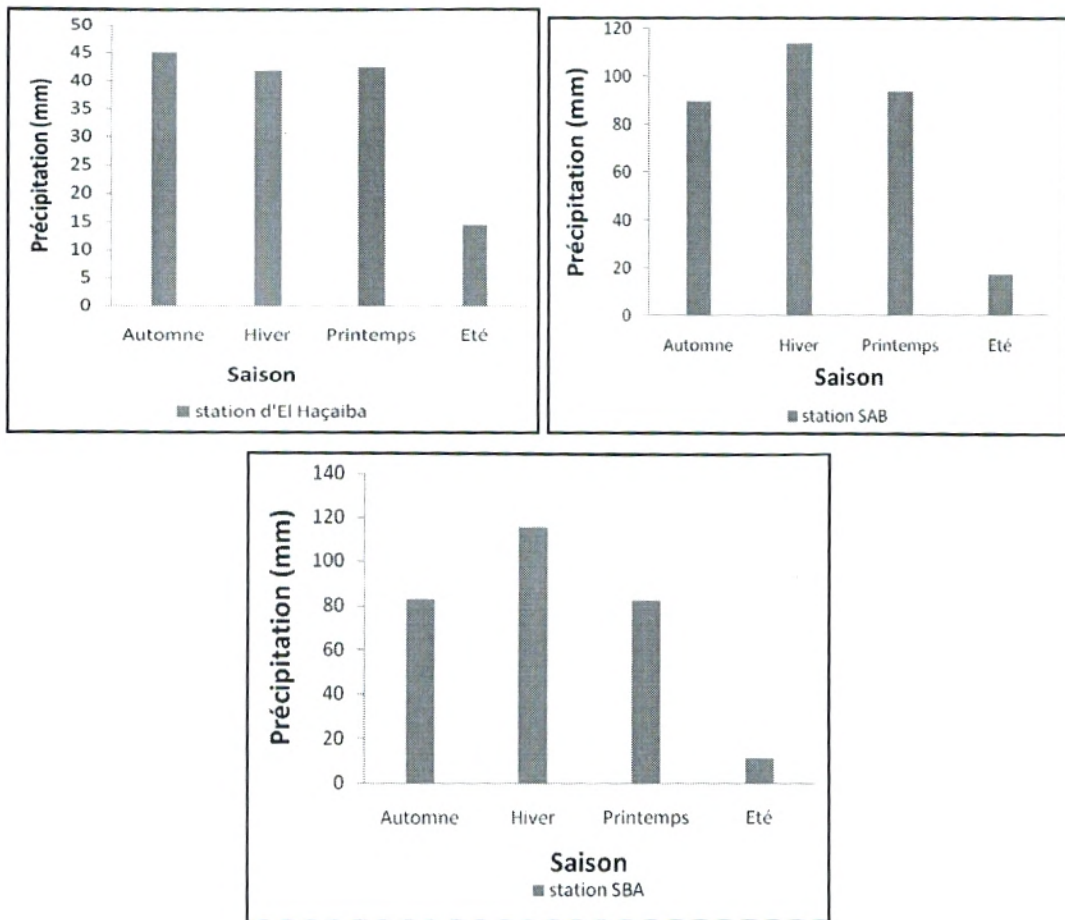 50
45
40
35
30
25
20
15
10
5
0
Précipitation (mm)
Automne Hiver Printemps Eté
Saison
station d'El Haçaiba
120
100
80
60
40
20
0
Précipitation (mm)
Automne Hiver Printemps Eté
Saison
station SAB
140
120
100
80
60
40
20
0
Précipitation (mm)
Automne Hiver Printemps Eté
Saison
station SBA